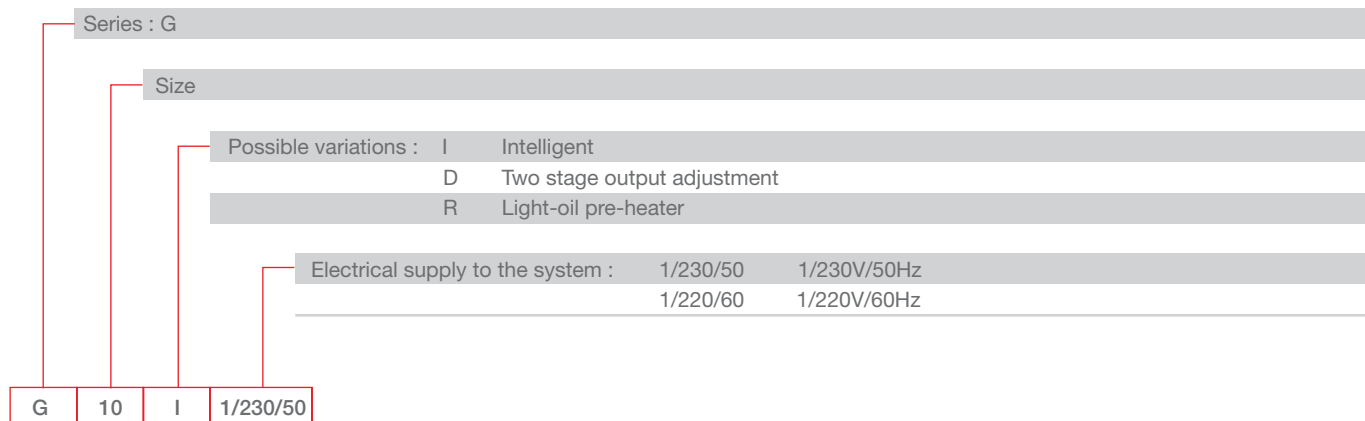 Series : G
Size
Possible variations : I Intelligent
D Two stage output adjustment
R Light-oil pre-heater
Electrical supply to the system : 1/230/50 1/230V/50Hz
1/220/60 1/220V/60Hz
G 10 I 1/230/50